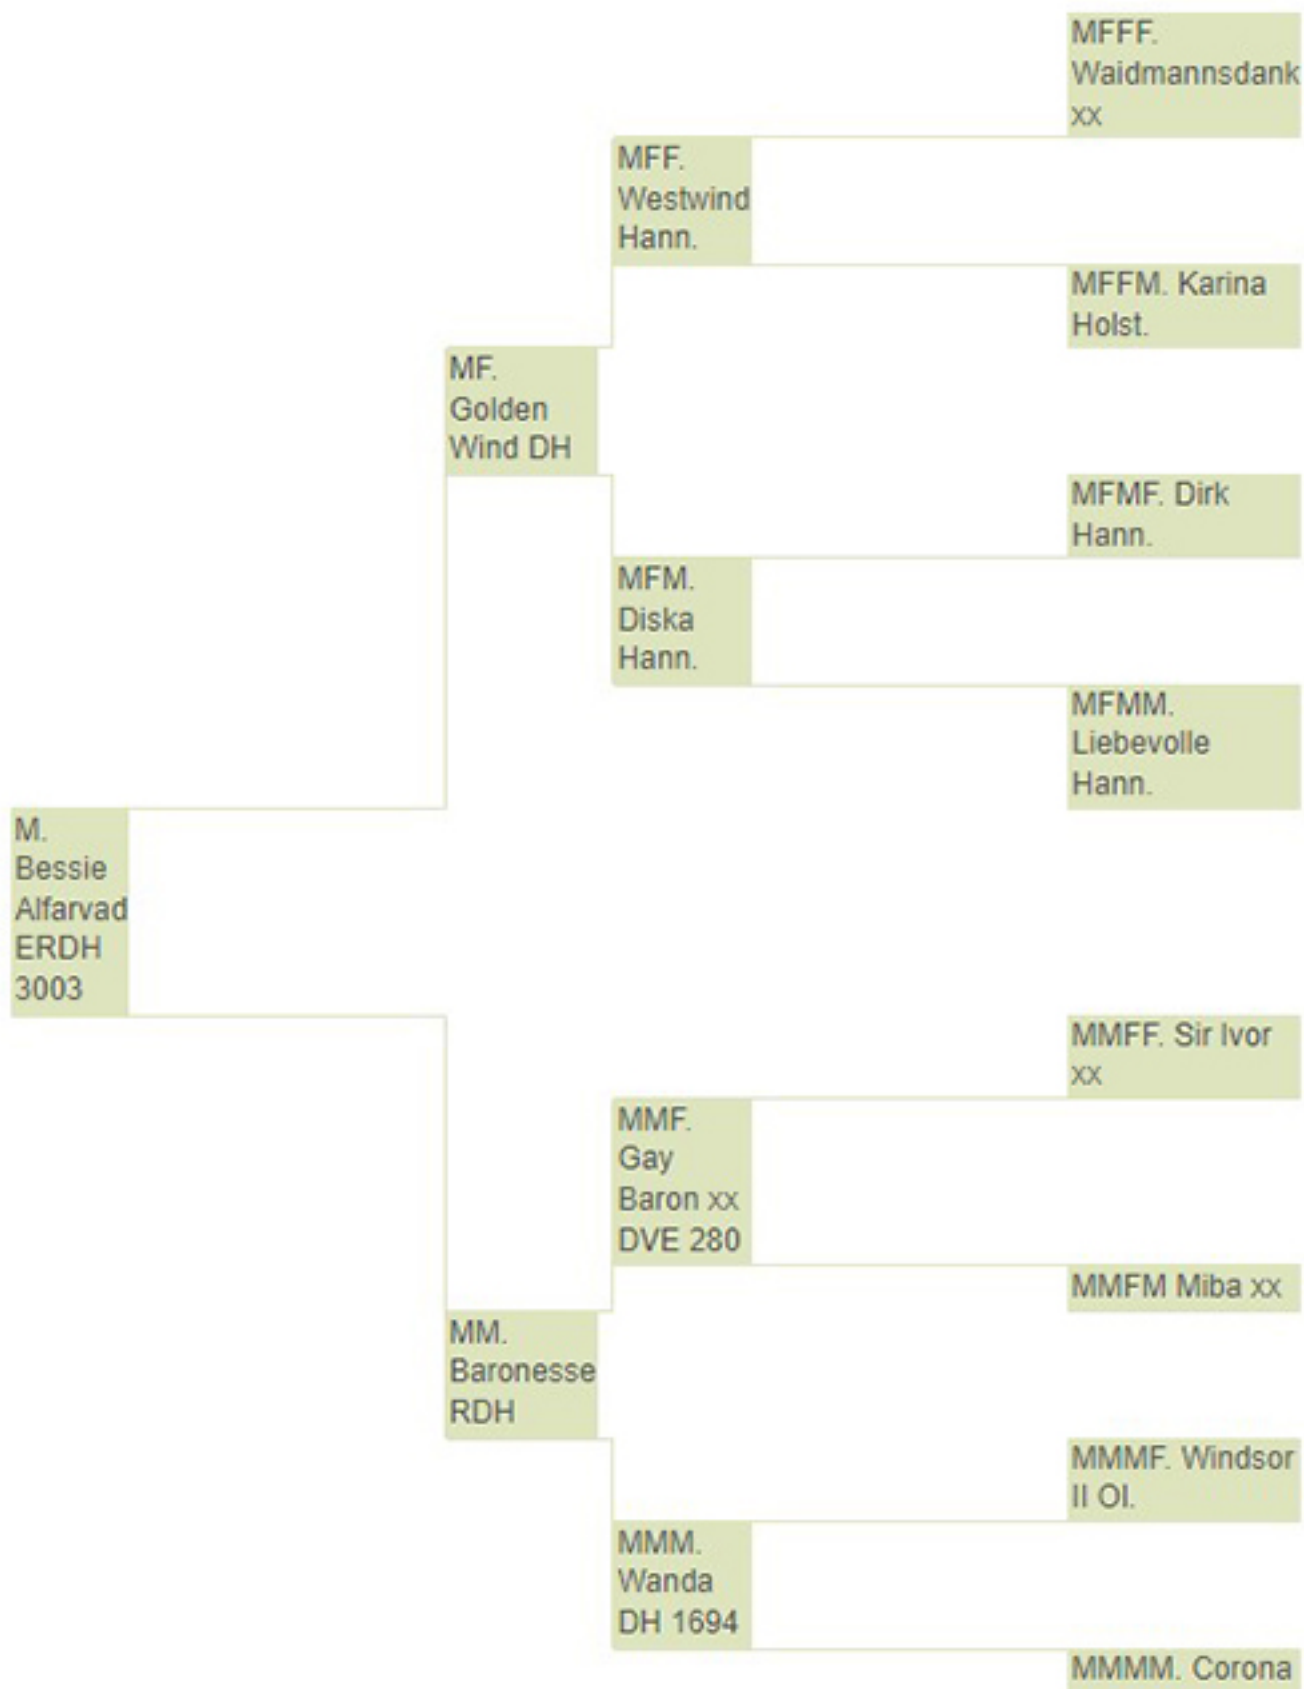 MFFF.
Waidmannsdank
xx
MFF.
Westwind
Hann.
MFFM. Karina
Holst.
MF.
Golden
Wind DH
MFMF. Dirk
Hann.
MFM.
Diska
Hann.
MFMM.
Liebevolle
Hann.
M.
Bessie
Alfarvad
ERDH
3003
MMFF. Sir Ivor
xx
MMF.
Gay
Baron xx
DVE 280
MMFM Miba xx
MM.
Baronesse
RDH
MMMF. Windsor
II Ol.
MMM.
Wanda
DH 1694
MMMM. Corona